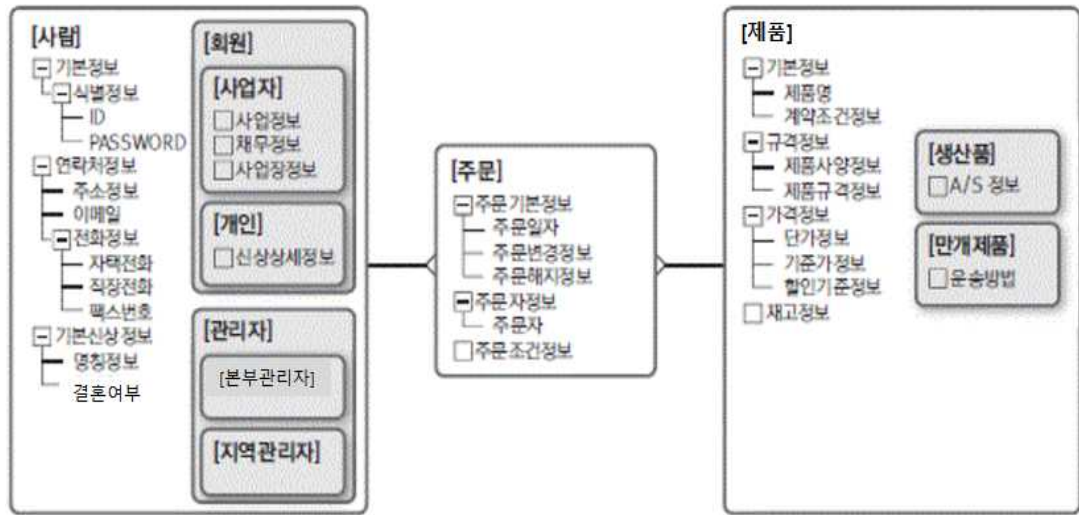 [사람]
기본정보
식별정보
ID
PASSWORD
연락처정보
주소정보
이메일
전화정보
자택전화
직장전화
팩스번호
기본신상정보
명칭정보
결혼여부
[회원]
[사업자]
사업정보
채무정보
사업장정보
[개인]
신상상세정보
[관리자]
[본부관리자]
[지역관리자]
[주문]
주문기본정보
주문일자
주문변경정보
주문해지정보
주문자정보
주문자
주문조건정보
[제품]
기본정보
제품명
계약조건정보
규격정보
제품사양정보
제품규격정보
가격정보
단가정보
기준가정보
할인기준정보
재고정보
[생산품]
A/S 정보
[만개제품]
운송방법